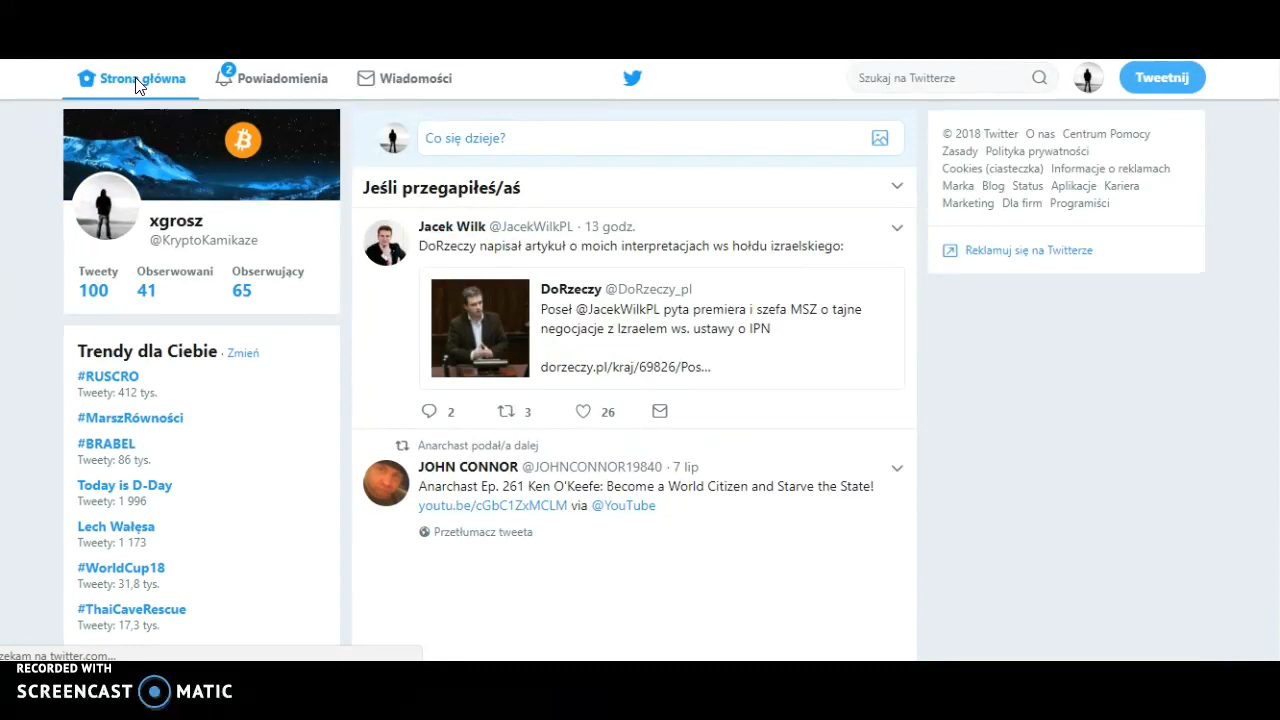 Strona główna
2
Powiadomienia
Wiadomości
Szukaj na Twitterze
Tweetnij
xgrosz
@KryptoKamikaze
Tweety Obserwowani Obserwujący
100 41 65
Trendy dla Ciebie · Zmień
#RUSCRO
Tweety: 412 tys.
#MarszRówności
#BRABEL
Tweety: 86 tys.
Today is D-Day
Tweety: 1 996
Lech Wałęsa
Tweety: 1 173
#WorldCup18
Tweety: 31,8 tys.
#ThaiCaveRescue
Tweety: 17,3 tys.
Co się dzieje?
Jeśli przegapiłeś/aś
Jacek Wilk @JacekWilkPL · 13 godz.
DoRzeczy napisał artykuł o moich interpretacjach ws hołdu izraelskiego:
DoRzeczy @DoRzeczy_pl
Poseł @JacekWilkPL pyta premiera i szefa MSZ o tajne
negocjacje z Izraelem ws. ustawy o IPN
dorzeczy.pl/kraj/69826/Pos...
2 3 26
Anarchast podał/a dalej
JOHN CONNOR @JOHNCONNOR19840 · 7 lip
Anarchast Ep. 261 Ken O'Keefe: Become a World Citizen and Starve the State!
youtu.be/cGbC1ZxMCLM via @YouTube
Przetłumacz tweeta
© 2018 Twitter O nas Centrum Pomocy
Zasady Polityka prywatności
Cookies (ciasteczka) Informacje o reklamach
Marka Blog Status Aplikacje Kariera
Marketing Dla firm Programiści
Reklamuj się na Twitterze
zekam na twitter.com...
RECORDED WITH
SCREENCAST MATIC